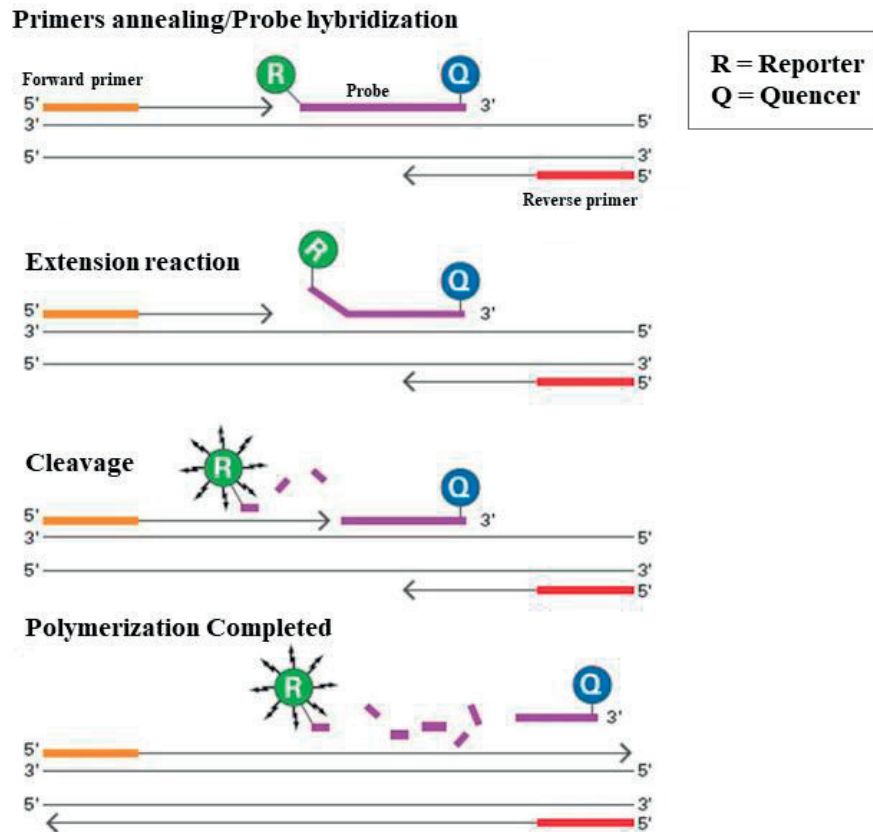 Primers annealing/Probe hybridization
R = Reporter
Q = Quencer
Forward primer
R
Q
Probe
5'
3'
3'
5'
5'
3'
5'
Reverse primer
Extension reaction
R
Q
5'
3'
3'
5'
5'
3'
5'
Cleavage
R
Q
5'
3'
3'
5'
5'
3'
5'
Polymerization Completed
R
Q
3'
5'
3'
5'
5'
3'
5'